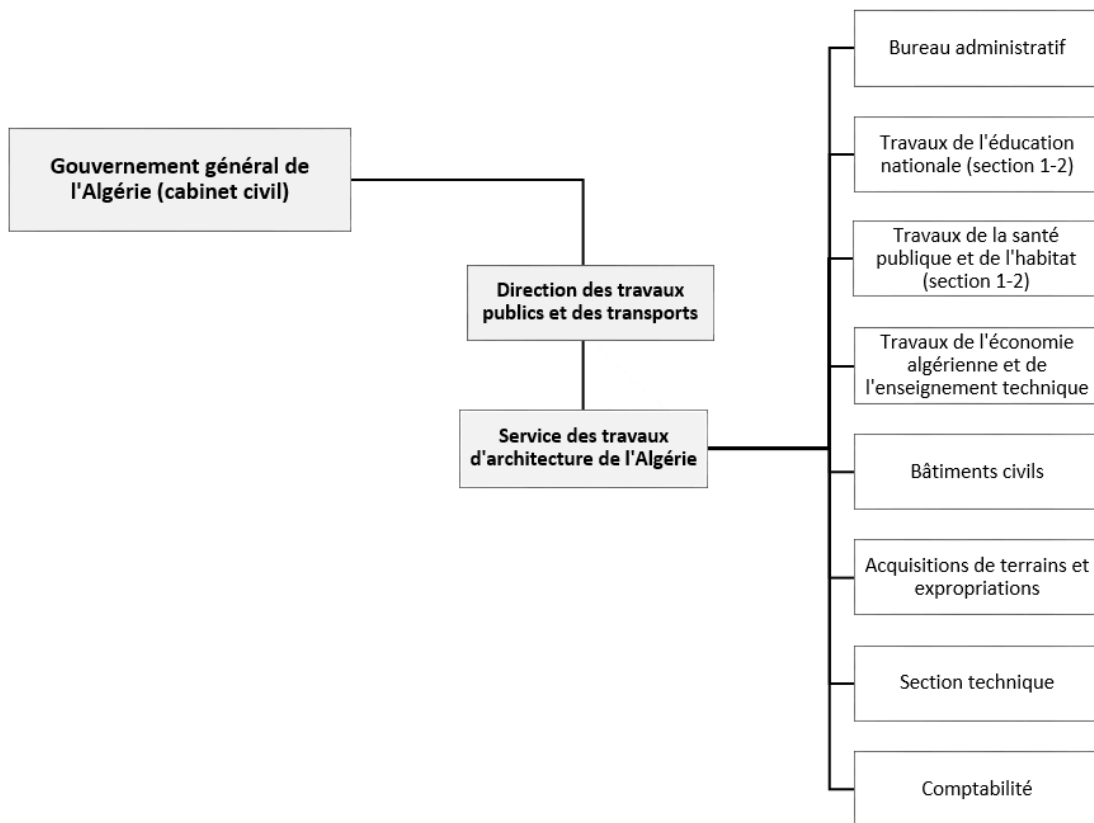 Bureau administratif
Gouvernement général de
l'Algérie (cabinet civil)
Travaux de l'éducation
nationale (section 1-2)
Travaux de la santé
publique et de l'habitat
(section 1-2)
Direction des travaux
publics et des transports
Travaux de l'économie
algérienne et de
l'enseignement technique
Service des travaux
d'architecture de l'Algérie
Bâtiments civils
Acquisitions de terrains et
expropriations
Section technique
Comptabilité